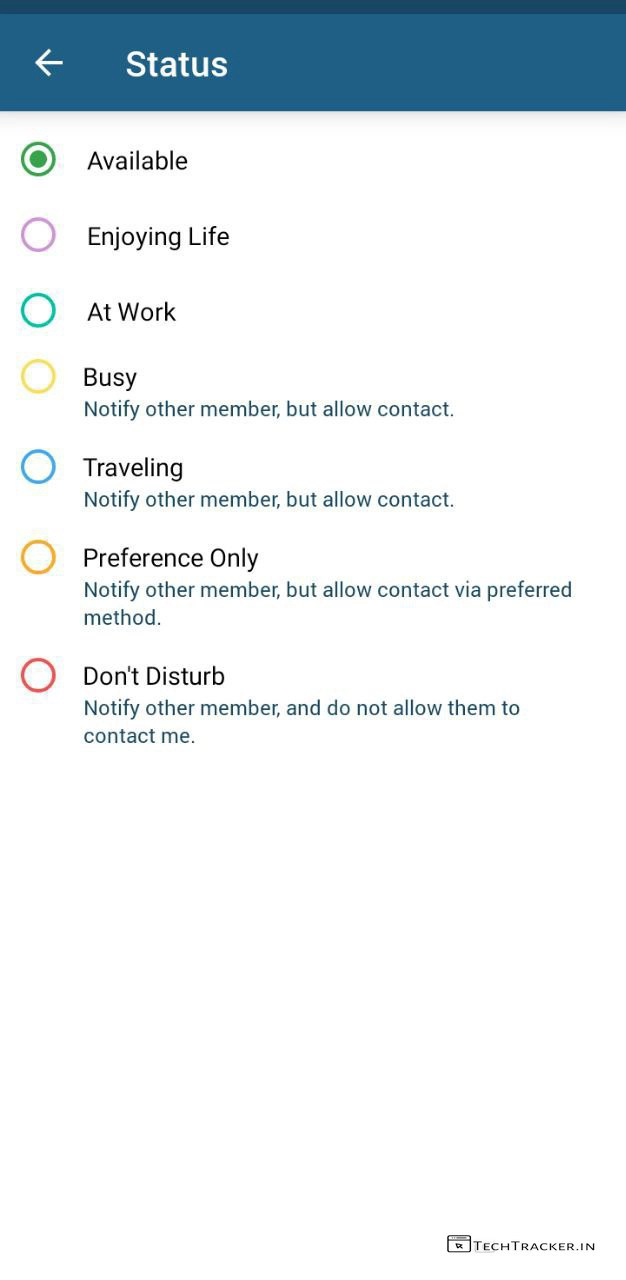 Status
Available
Enjoying Life
At Work
Busy
Notify other member, but allow contact.
Traveling
Notify other member, but allow contact.
Preference Only
Notify other member, but allow contact via preferred
method.
Don't Disturb
Notify other member, and do not allow them to
contact me.
TECHTRACKER.IN